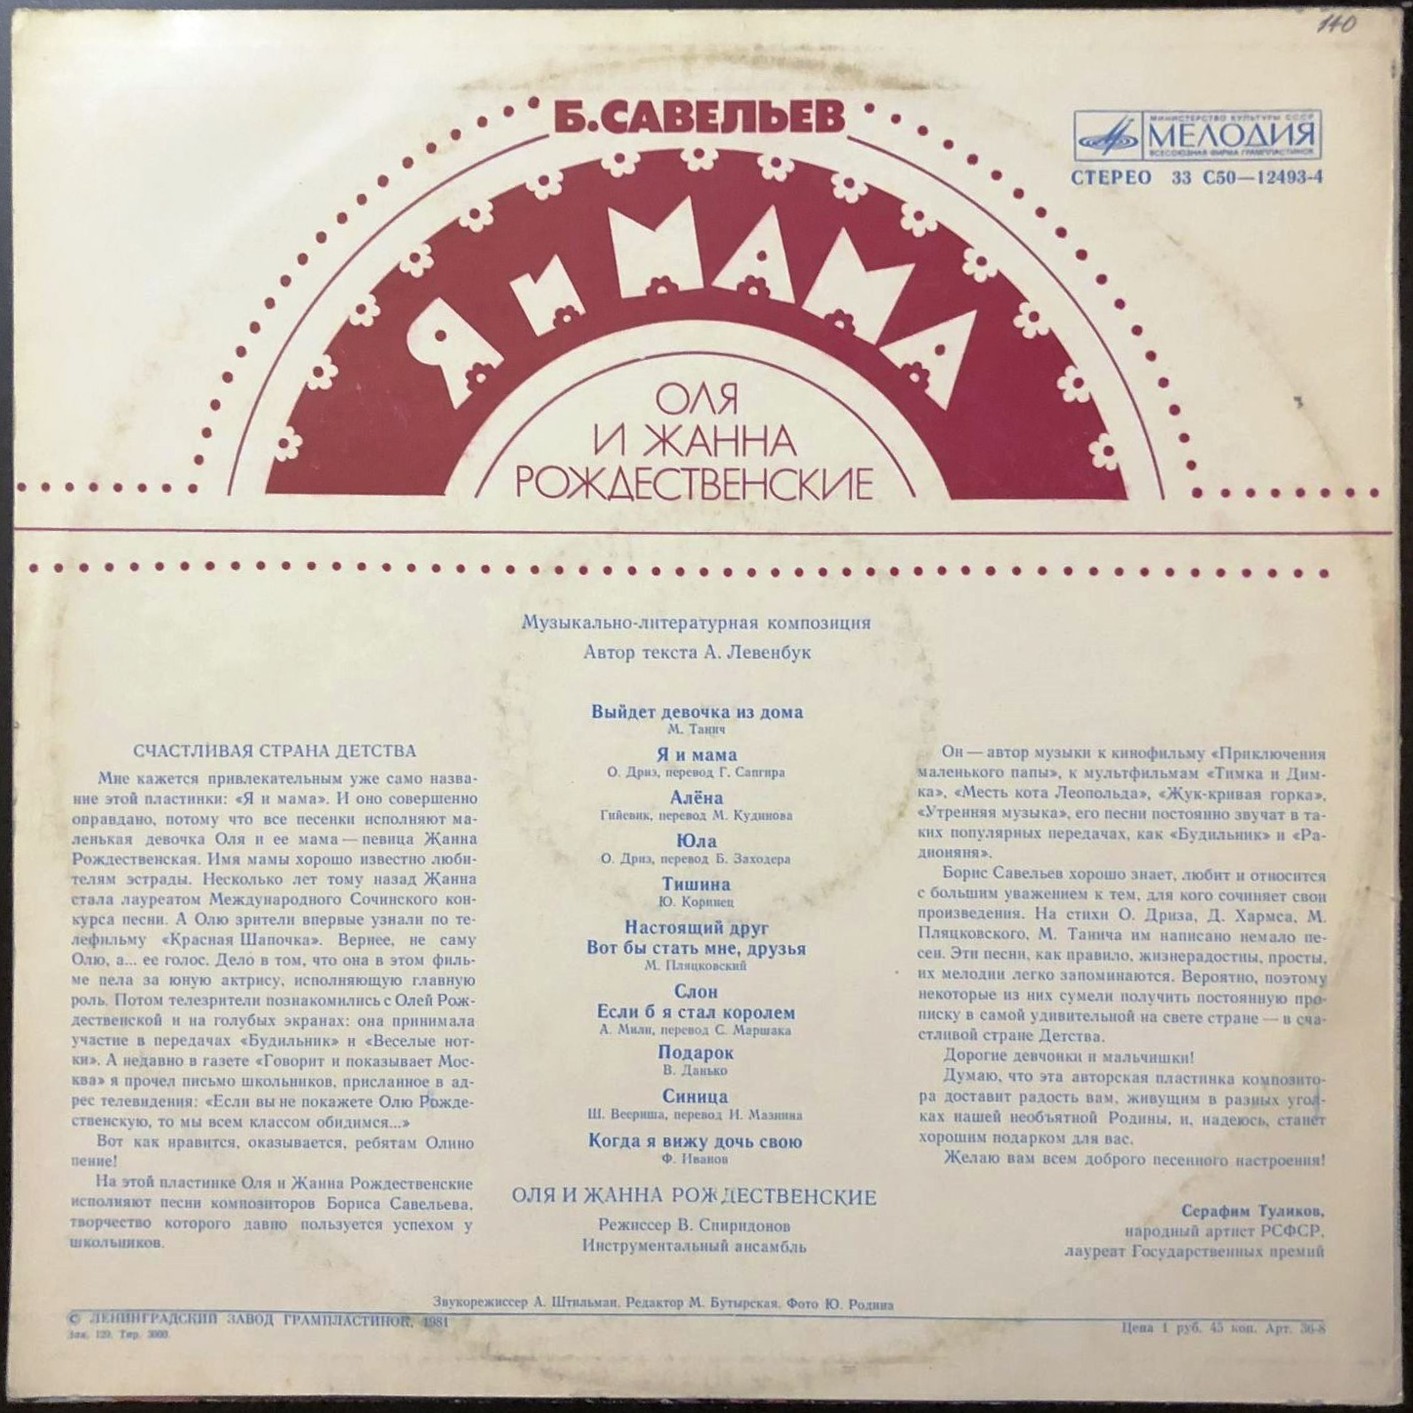 140
Б.САВЕЛЬЕВ
МИНИСТЕРСТВО КУЛЬТУРЫ СССР
МЕЛОДИЯ
ВСЕСОЮЗНАЯ ФИРМА ГРАМПЛАСТИНОК
СТЕРЕО 33 С50—12493-4
Я и МАМА
ОЛЯ
И ЖАННА
РОЖДЕСТВЕНСКИЕ
Музыкально-литературная композиция
Автор текста А. Левенбук
СЧАСТЛИВАЯ СТРАНА ДЕТСТВА
Мне кажется привлекательным уже само назва-
ние этой пластинки: «Я и мама». И оно совершенно
оправдано, потому что все песенки исполняют ма-
ленькая девочка Оля и ее мама — певица Жанна
Рождественская. Имя мамы хорошо известно люби-
телям эстрады. Несколько лет тому назад Жанна
стала лауреатом Международного Сочинского кон-
курса песни. А Олю зрители впервые узнали по те-
лефильму «Красная Шапочка». Вернее, не саму
Олю, а... ее голос. Дело в том, что она в этом филь-
ме пела за юную актрису, исполняющую главную
роль. Потом телезрители познакомились с Олей Рож-
дественской и на голубых экранах: она принимала
участие в передачах «Будильник» и «Веселые нот-
ки». А недавно в газете «Говорит и показывает Мос-
ква» я прочел письмо школьников, присланное в ад-
рес телевидения: «Если вы не покажете Олю Рожде-
ственскую, то мы всем классом обидимся...»
Вот как нравится, оказывается, ребятам Олино
пение!
На этой пластинке Оля и Жанна Рождественские
исполняют песни композиторов Бориса Савельева,
творчество которого давно пользуется успехом у
школьников.
Выйдет девочка из дома
М. Танич
Я и мама
О. Дриз, перевод Г. Сапгира
Алёна
Гийевик, перевод М. Кудинова
Юла
О. Дриз, перевод Б. Заходера
Тишина
Ю. Коринец
Настоящий друг
Вот бы стать мне, друзья
М. Пляцковский
Слон
Если б я стал королем
А. Милн, перевод С. Маршака
Подарок
В. Данько
Синица
Ш. Веериша, перевод И. Мазнина
Когда я вижу дочь свою
Ф. Иванов
ОЛЯ И ЖАННА РОЖДЕСТВЕНСКИЕ
Режиссер В. Спиридонов
Инструментальный ансамбль
Он — автор музыки к кинофильму «Приключения
маленького папы», к мультфильмам «Тимка и Дим-
ка», «Месть кота Леопольда», «Жук-кривая горка»,
«Утренняя музыка», его песни постоянно звучат в та-
ких популярных передачах, как «Будильник» и «Ра-
дионяня».
Борис Савельев хорошо знает, любит и относится
с большим уважением к тем, для кого сочиняет свои
произведения. На стихи О. Дриза, Д. Хармса, М.
Пляцковского, М. Танича им написано немало пе-
сен. Эти песни, как правило, жизнерадостны, просты,
их мелодии легко запоминаются. Вероятно, поэтому
некоторые из них сумели получить постоянную про-
писку в самой удивительной на свете стране — в сча-
стливой стране Детства.
Дорогие девчонки и мальчишки!
Думаю, что эта авторская пластинка композито-
ра доставит радость вам, живущим в разных угол-
ках нашей необъятной Родины, и, надеюсь, станет
хорошим подарком для вас.
Желаю вам всем доброго песенного настроения!
Серафим Туликов,
народный артист РСФСР,
лауреат Государственных премий
Звукорежиссер А. Штильман. Редактор М. Бутырская. Фото Ю. Родина
© ЛЕНИНГРАДСКИЙ ЗАВОД ГРАМПЛАСТИНОК, 1981
Зак. 120. Тир. 3000.
Цена 1 руб. 45 коп. Арт. 36-8